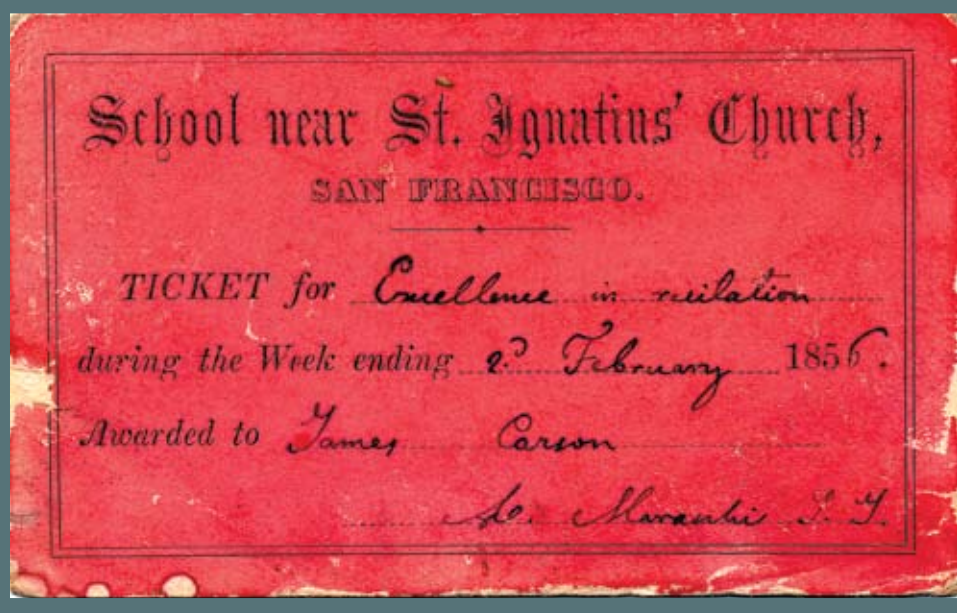 School near St. Ignatius' Church,
SAN FRANCISCO.
TICKET for Excellence in recitation
during the Week ending 2d February 1856.
Awarded to James Carson
A. Maraschi S. J.